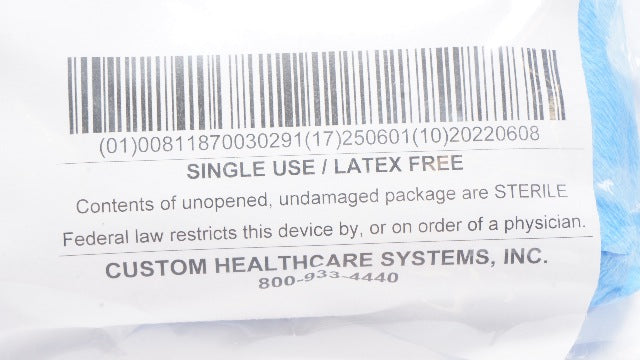 (01)00811870030291(17)250601(10)20220608
SINGLE USE / LATEX FREE
Contents of unopened, undamaged package are STERILE
Federal law restricts this device by, or on order of a physician.
CUSTOM HEALTHCARE SYSTEMS, INC.
800-933-4440